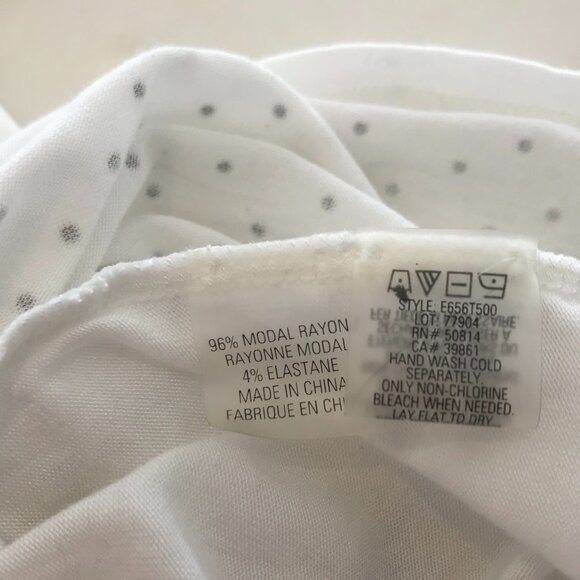 96% MODAL RAYON
RAYONNE MODAL
4% ELASTANE
MADE IN CHINA
FABRIQUE EN CHI
STYLE: E656T500
LOT: 77904
RN# 50814
CA# 39861
HAND WASH COLD
SEPARATELY
ONLY NON-CHLORINE
BLEACH WHEN NEEDED.
LAY FLAT TO DRY